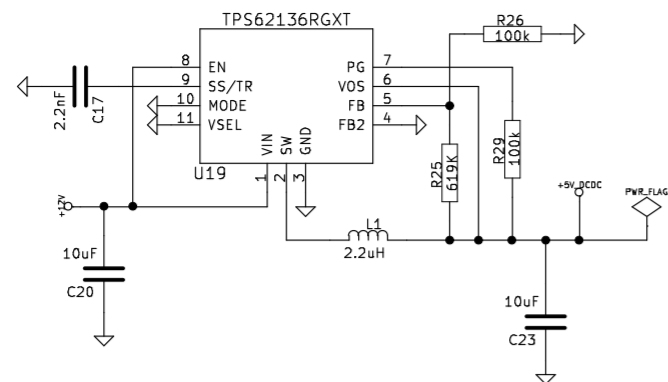 TPS62136RGXT
R26
100k
8
EN
PG
7
9
SS/TR
VOS
6
10
MODE
FB
5
11
VSEL
FB2
4
VIN
SW
GND
1
2
3
U19
2.2nF
C17
R25
619K
R29
100k
+12V
+5V_DCDC
PWR_FLAG
L1
2.2uH
10uF
C20
10uF
C23